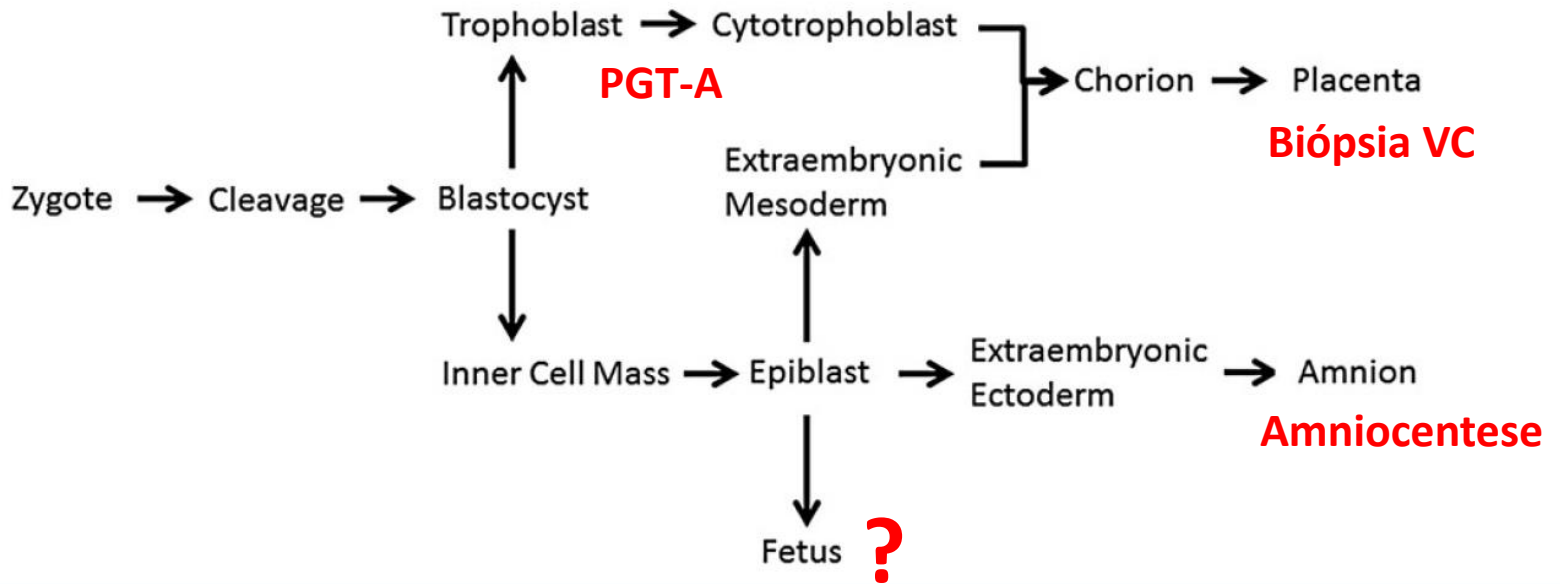 Trophoblast → Cytotrophoblast
PGT-A
Chorion → Placenta
Biópsia VC
Extraembryonic
Mesoderm
Zygote → Cleavage → Blastocyst
Inner Cell Mass → Epiblast
Extraembryonic
Ectoderm
→ Amnion
Amniocentese
Fetus ?